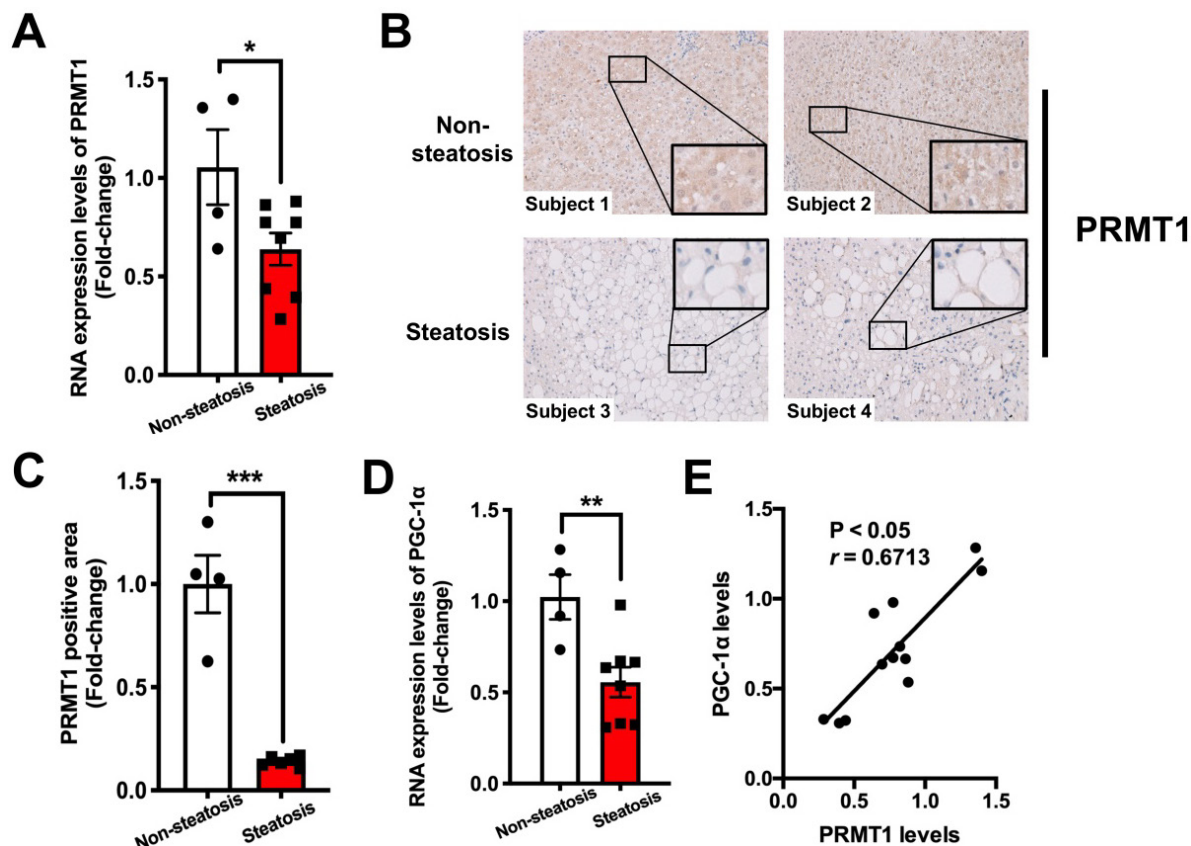 A
RNA expression levels of PRMT1
(Fold-change)
1.5
1.0
0.5
0.0
*
Non-steatosis
Steatosis
B
Non-
steatosis
Subject 1
Subject 2
Steatosis
Subject 3
Subject 4
PRMT1
C
PRMT1 positive area
(Fold-change)
1.5
1.0
0.5
0.0
***
Non-steatosis
Steatosis
D
RNA expression levels of PGC-1α
(Fold-change)
1.5
1.0
0.5
0.0
**
Non-steatosis
Steatosis
E
PGC-1α levels
1.5
1.0
0.5
0.0
P < 0.05
r = 0.6713
0.0 0.5 1.0 1.5
PRMT1 levels